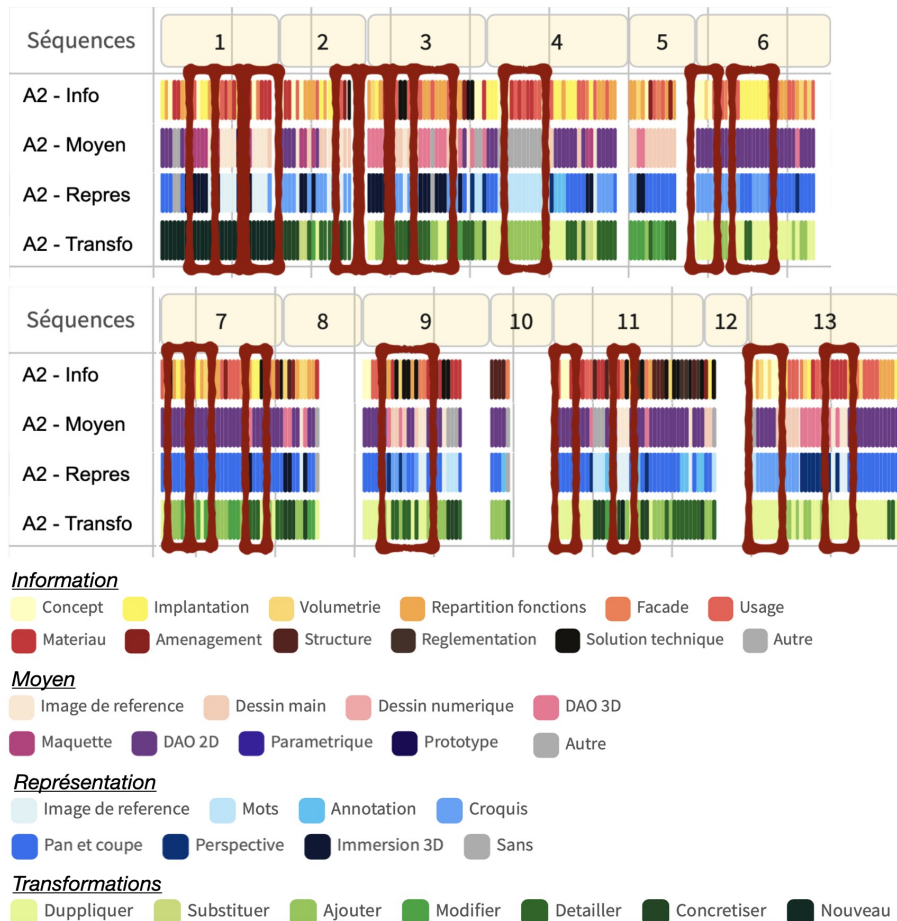 Séquences 1 2 3 4 5 6
A2 - Info
A2 - Moyen
A2 - Repres
A2 - Transfo
Séquences 7 8 9 10 11 12 13
A2 - Info
A2 - Moyen
A2 - Repres
A2 - Transfo
Information
Concept Implantation Volumetrie Repartition fonctions Facade Usage
Materiau Amenagement Structure Reglementation Solution technique Autre
Moyen
Image de reference Dessin main Dessin numerique DAO 3D
Maquette DAO 2D Parametrique Prototype Autre
Représentation
Image de reference Mots Annotation Croquis
Pan et coupe Perspective Immersion 3D Sans
Transformations
Duppliquer Substituer Ajouter Modifier Detailler Concretiser Nouveau